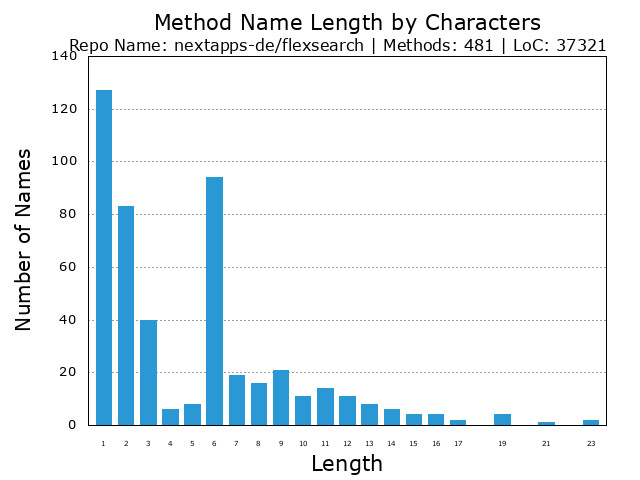 Method Name Length by Characters
Repo Name: nextapps-de/flexsearch | Methods: 481 | LoC: 37321
140
120
100
80
60
40
20
0
Number of Names
1 2 3 4 5 6 7 8 9 10 11 12 13 14 15 16 17 19 21 23
Length